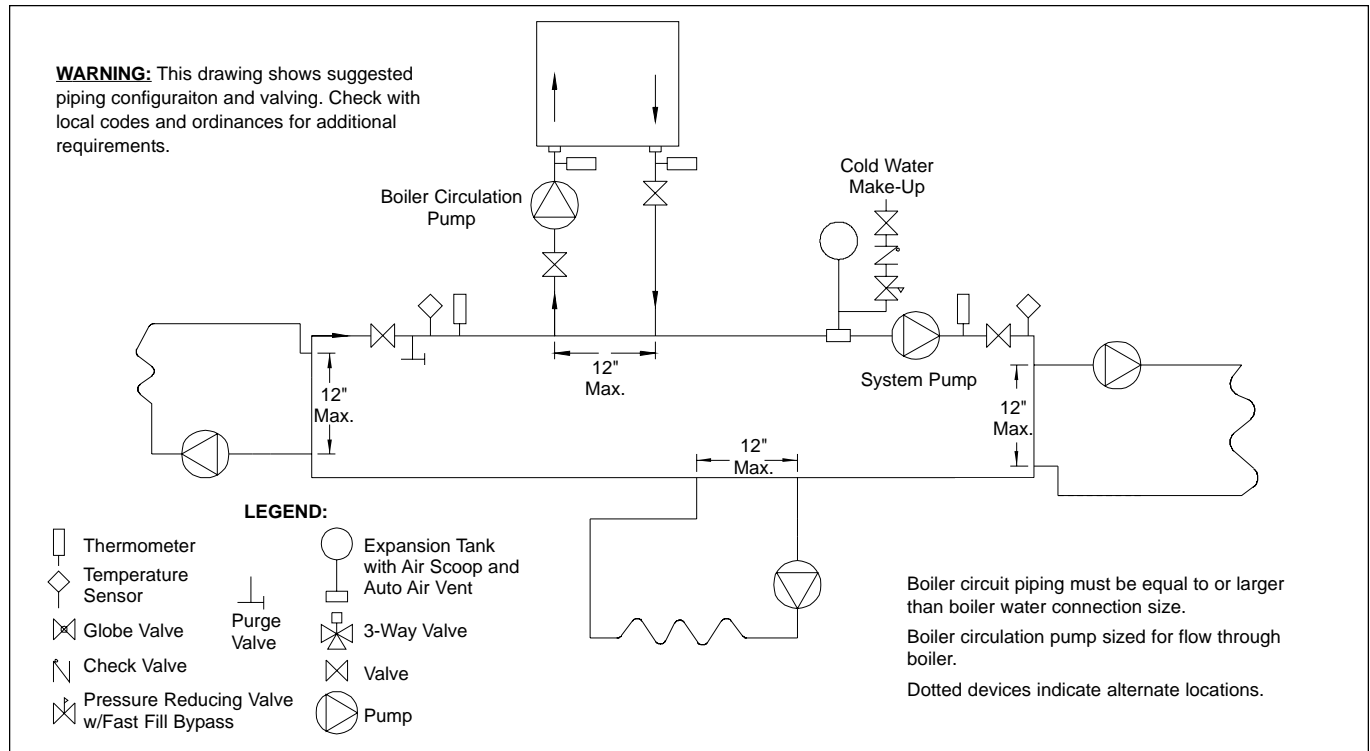 WARNING: This drawing shows suggested
piping configuraiton and valving. Check with
local codes and ordinances for additional
requirements.
Boiler Circulation
Pump
Cold Water
Make-Up
12"
Max.
System Pump
12"
Max.
12"
Max.
12"
Max.
LEGEND:
Thermometer
Temperature
Sensor
Globe Valve
Check Valve
Pressure Reducing Valve
w/Fast Fill Bypass
Purge
Valve
Expansion Tank
with Air Scoop and
Auto Air Vent
3-Way Valve
Valve
Pump
Boiler circuit piping must be equal to or larger
than boiler water connection size.
Boiler circulation pump sized for flow through
boiler.
Dotted devices indicate alternate locations.